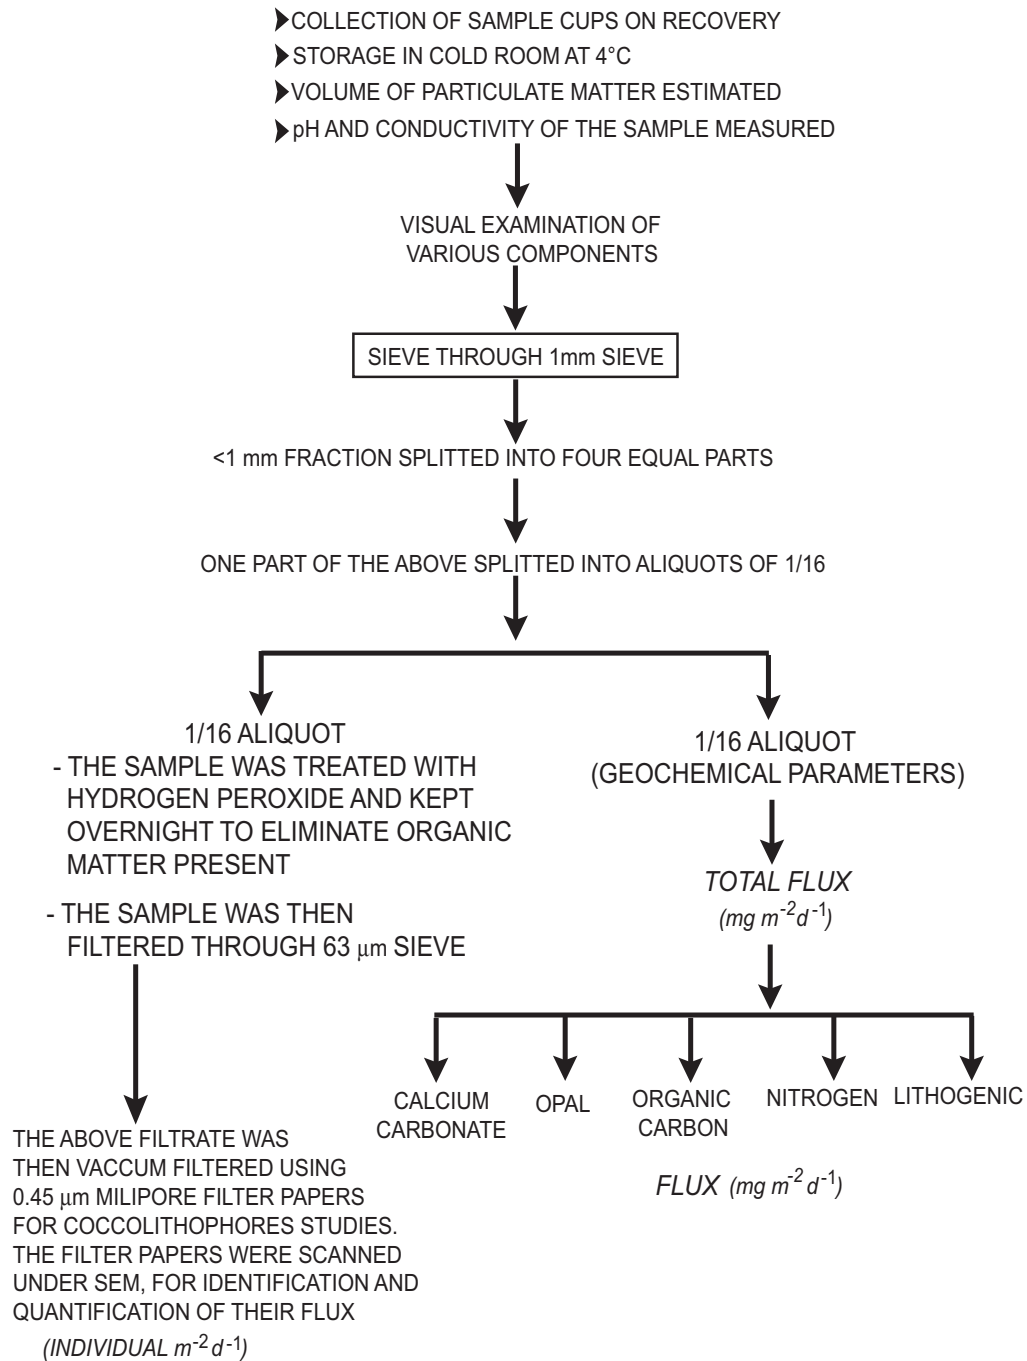 COLLECTION OF SAMPLE CUPS ON RECOVERY
STORAGE IN COLD ROOM AT 4°C
VOLUME OF PARTICULATE MATTER ESTIMATED
pH AND CONDUCTIVITY OF THE SAMPLE MEASURED
VISUAL EXAMINATION OF
VARIOUS COMPONENTS
SIEVE THROUGH 1mm SIEVE
<1 mm FRACTION SPLITTED INTO FOUR EQUAL PARTS
ONE PART OF THE ABOVE SPLITTED INTO ALIQUOTS OF 1/16
1/16 ALIQUOT
- THE SAMPLE WAS TREATED WITH
HYDROGEN PEROXIDE AND KEPT
OVERNIGHT TO ELIMINATE ORGANIC
MATTER PRESENT
- THE SAMPLE WAS THEN
FILTERED THROUGH 63 µm SIEVE
THE ABOVE FILTRATE WAS
THEN VACCUM FILTERED USING
0.45 µm MILIPORE FILTER PAPERS
FOR COCCOLITHOPHORES STUDIES.
THE FILTER PAPERS WERE SCANNED
UNDER SEM, FOR IDENTIFICATION AND
QUANTIFICATION OF THEIR FLUX
(INDIVIDUAL m⁻² d⁻¹)
1/16 ALIQUOT
(GEOCHEMICAL PARAMETERS)
TOTAL FLUX
(mg m⁻² d⁻¹)
CALCIUM
CARBONATE
OPAL
ORGANIC
CARBON
NITROGEN
LITHOGENIC
FLUX (mg m⁻² d⁻¹)